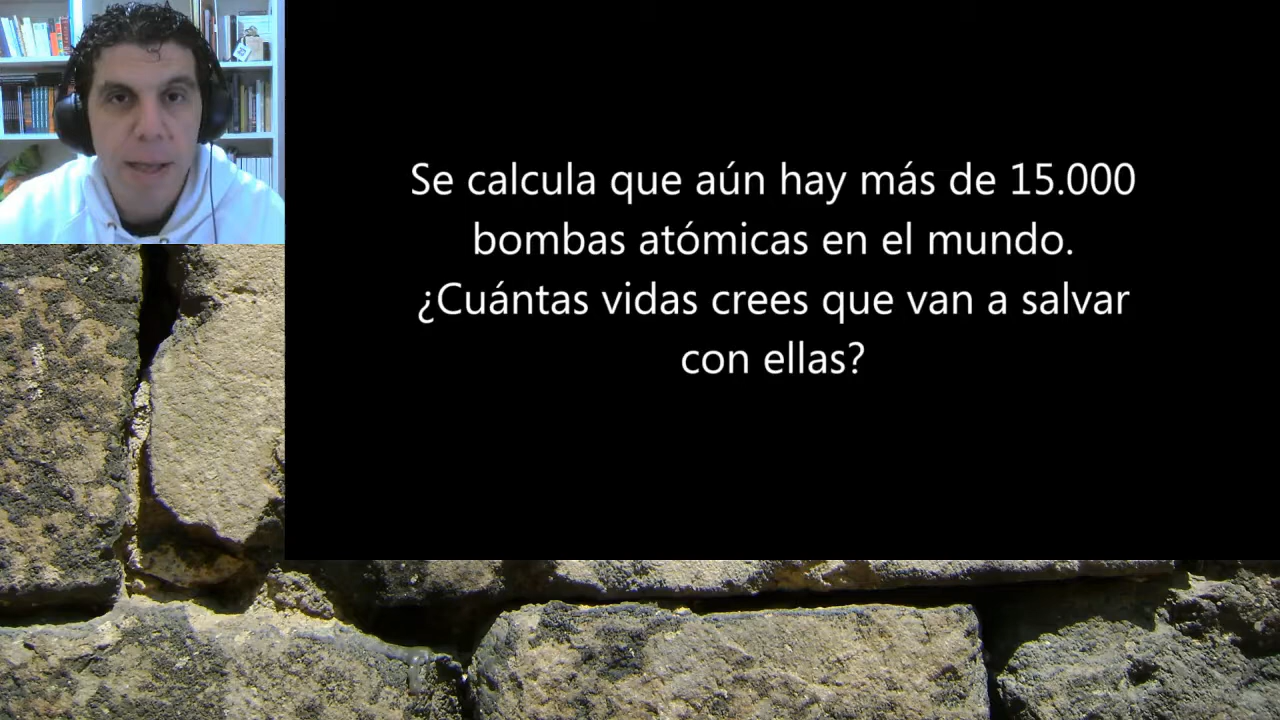 Se calcula que aún hay más de 15.000
bombas atómicas en el mundo.
¿Cuántas vidas crees que van a salvar
con ellas?